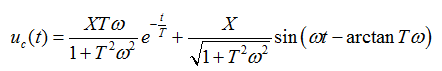 u_c(t) = \frac{XT\omega}{1+T^2\omega^2} e^{-\frac{t}{T}} + \frac{X}{\sqrt{1+T^2\omega^2}} \sin(\omega t - \arctan T\omega)